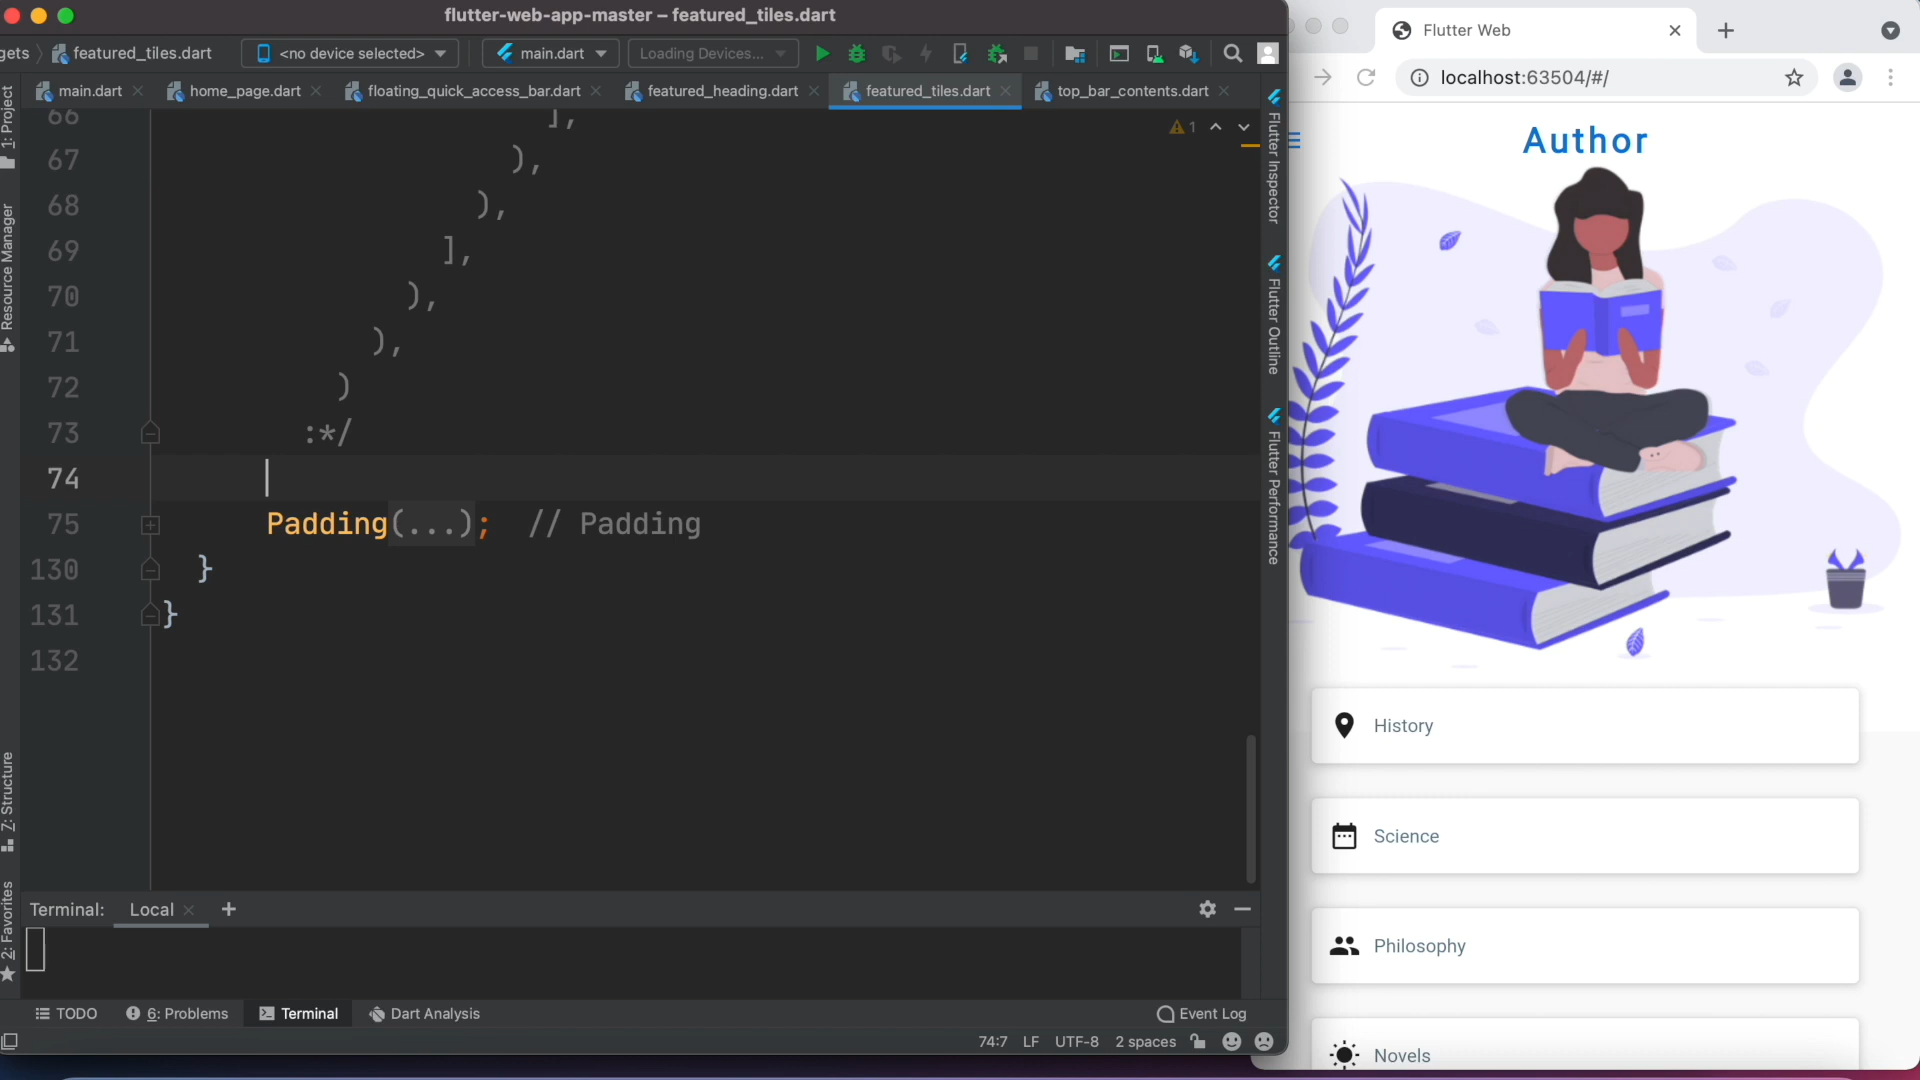 flutter-web-app-master – featured_tiles.dart
gets
featured_tiles.dart
<no device selected>
main.dart
Loading Devices...
main.dart
home_page.dart
floating_quick_access_bar.dart
featured_heading.dart
featured_tiles.dart
top_bar_contents.dart
1: Project
Resource Manager
Z: Structure
2: Favorites
66 ],
1
67 ),
68 ),
69 ],
70 ),
71 ),
72 )
73 :*/
74
75 Padding(...); // Padding
130 }
131 }
132
Flutter Inspector
Flutter Outline
Flutter Performance
Terminal:
Local
+
TODO
6: Problems
Terminal
Dart Analysis
Event Log
74:7
LF
UTF-8
2 spaces
Flutter Web
localhost:63504/#/
Author
History
Science
Philosophy
Novels